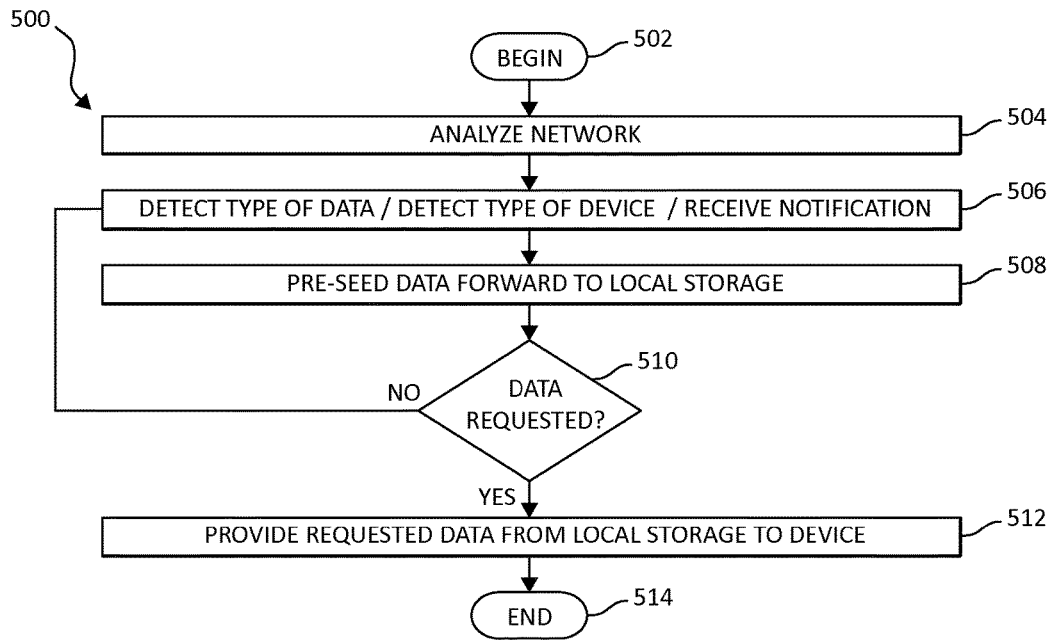 500
BEGIN
502
ANALYZE NETWORK
504
DETECT TYPE OF DATA / DETECT TYPE OF DEVICE / RECEIVE NOTIFICATION
506
PRE-SEED DATA FORWARD TO LOCAL STORAGE
508
510
DATA
REQUESTED?
NO
YES
PROVIDE REQUESTED DATA FROM LOCAL STORAGE TO DEVICE
512
END
514